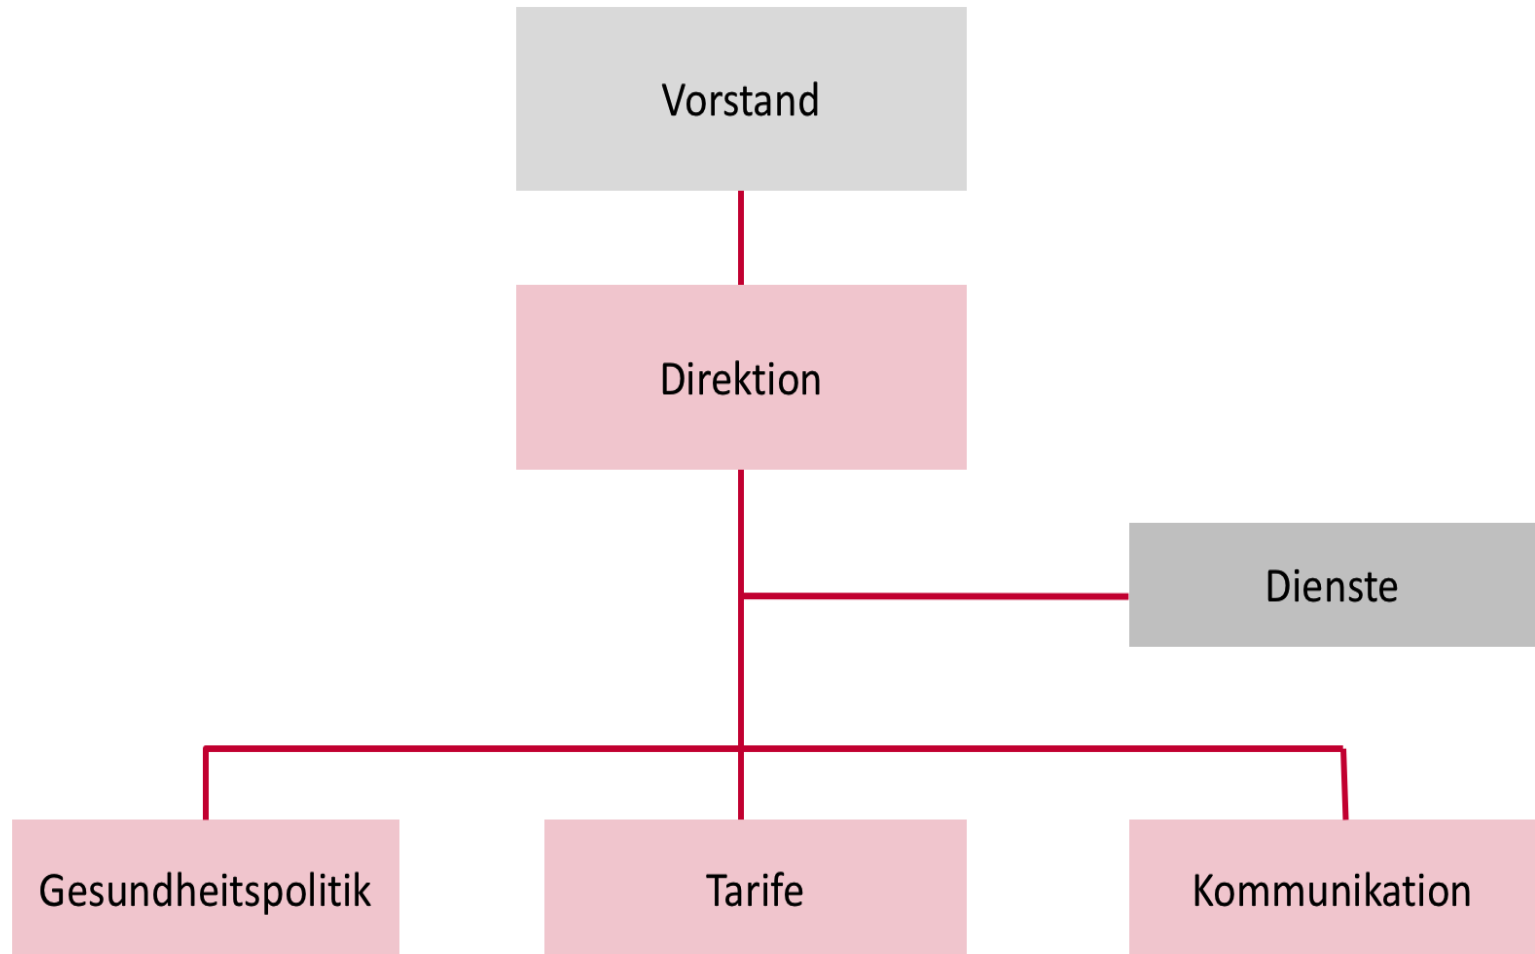 Vorstand
Direktion
Dienste
Gesundheitspolitik
Tarife
Kommunikation